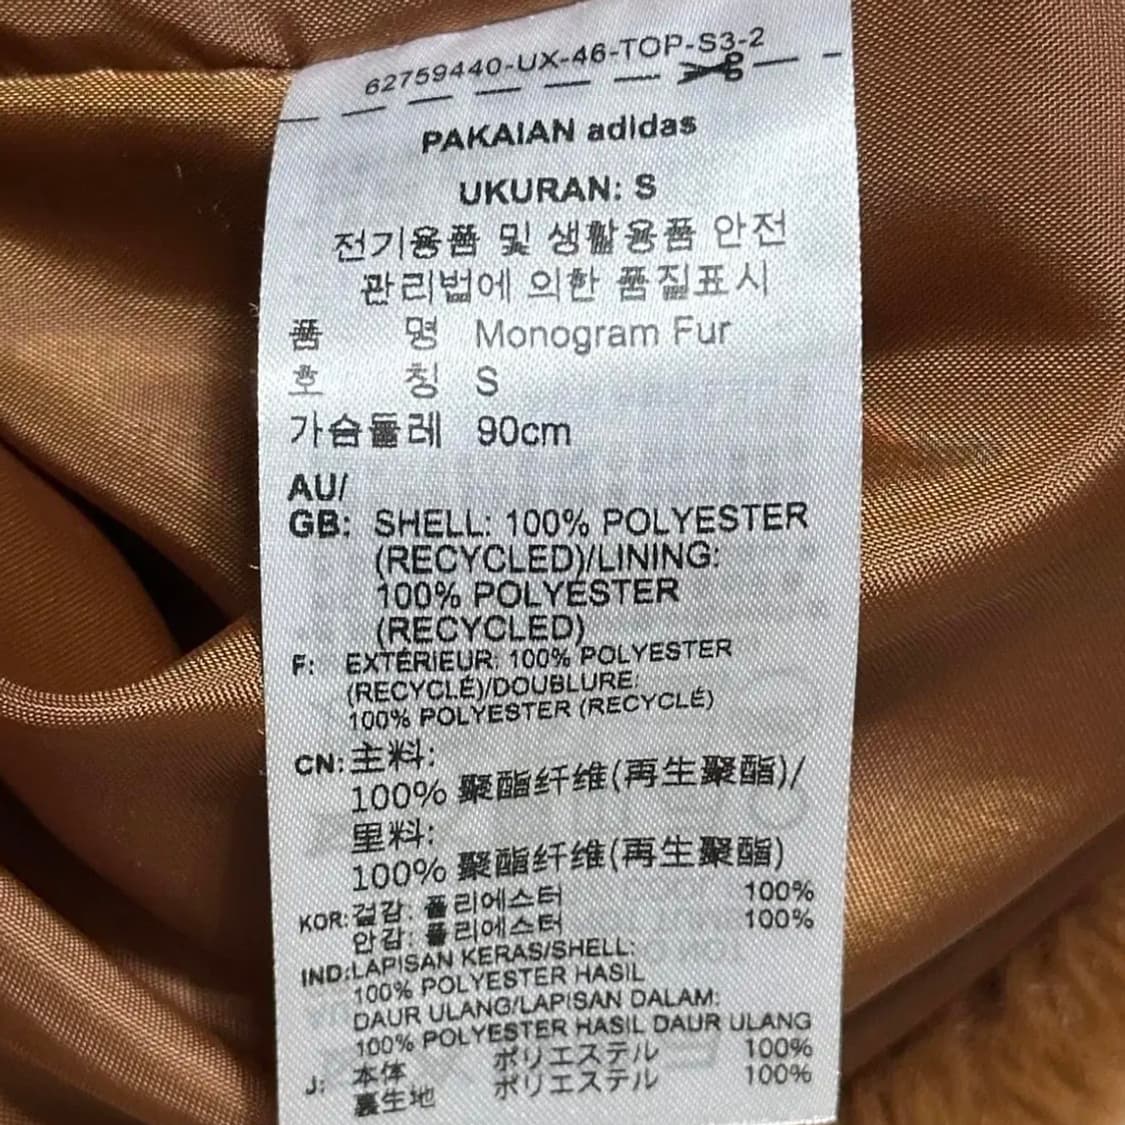 62759440-UX-46-TOP-S3-2
PAKAIAN adidas
UKURAN: S
전기용품 및 생활용품 안전
관리법에 의한 품질표시
품 명 Monogram Fur
호 칭 S
가슴둘레 90cm
AU/
GB: SHELL: 100% POLYESTER
(RECYCLED)/LINING:
100% POLYESTER
(RECYCLED)
F: EXTÉRIEUR: 100% POLYESTER
(RECYCLÉ)/DOUBLURE:
100% POLYESTER (RECYCLÉ)
CN: 主料:
100% 聚酯纤维(再生聚酯)/
里料:
100% 聚酯纤维(再生聚酯)
KOR: 겉감: 폴리에스터 100%
안감: 폴리에스터 100%
IND: LAPISAN KERAS/SHELL:
100% POLYESTER HASIL
DAUR ULANG/LAPISAN DALAM:
100% POLYESTER HASIL DAUR ULANG
J: 本体 ポリエステル 100%
裏生地 ポリエステル 100%